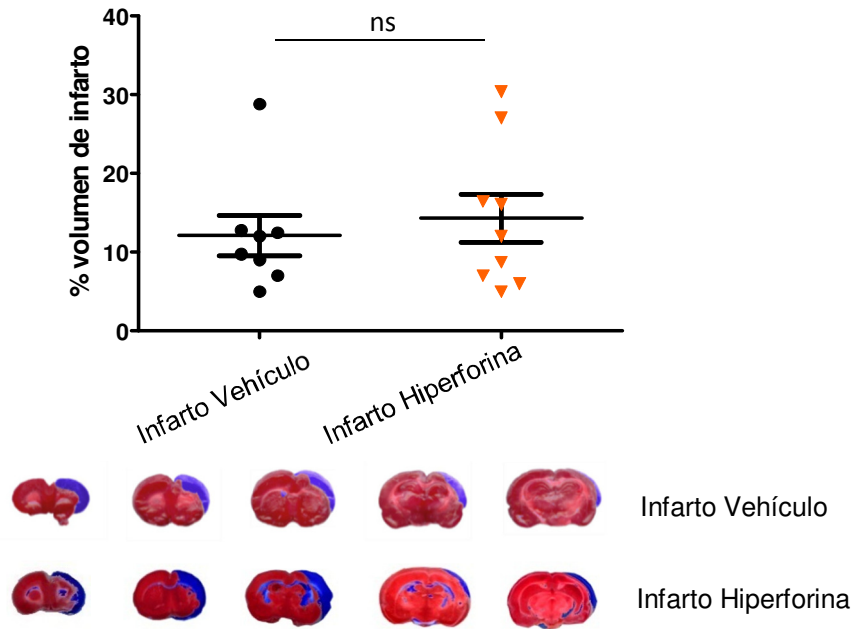 ns
% volumen de infarto
40
30
20
10
0
Infarto Vehículo
Infarto Hiperforina
Infarto Vehículo
Infarto Hiperforina